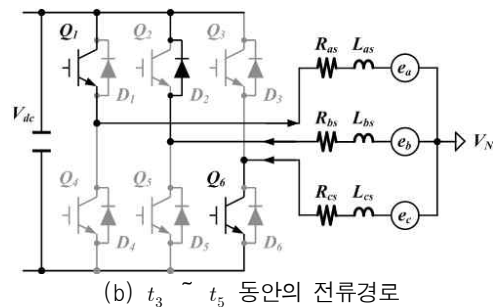 Q1 Q2 Q3
Ras Las ea
D1 D2 D3
Vdc
Rbs Lbs eb VN
Q4 Q5 Q6
Rcs Lcs ec
D4 D5 D6
(b) t3 ~ t5 동안의 전류경로